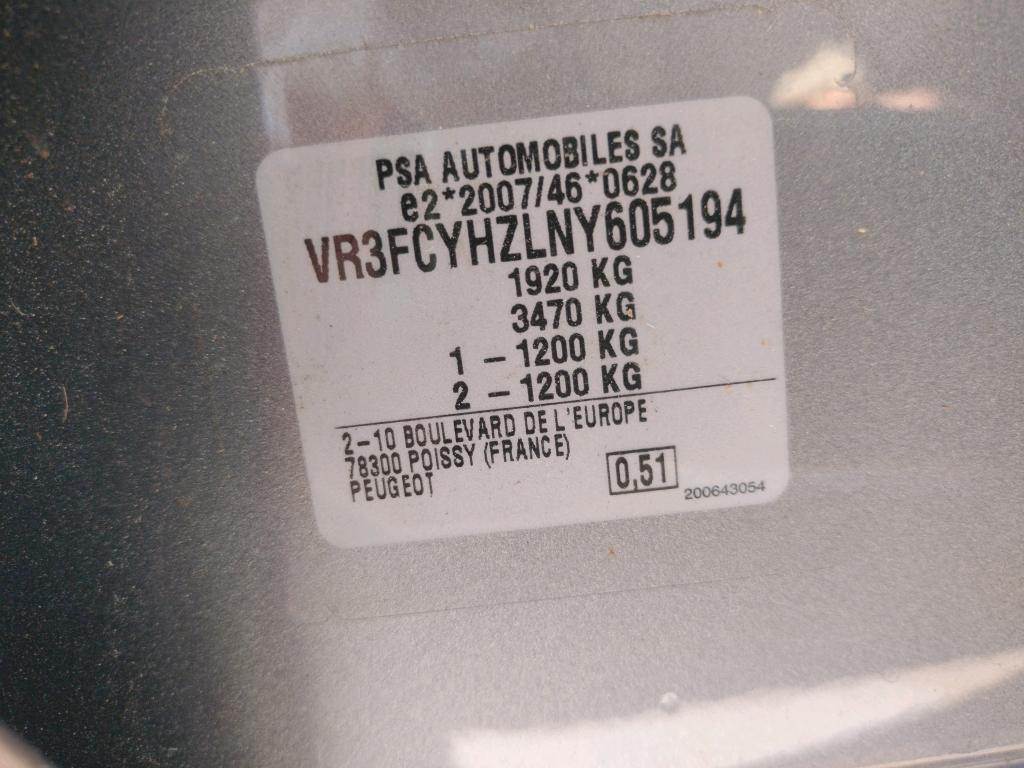 PSA AUTOMOBILES SA
e2*2007/46*0628
VR3FCYHZLNY605194
1920 KG
3470 KG
1 – 1200 KG
2 – 1200 KG
2–10 BOULEVARD DE L'EUROPE
78300 POISSY (FRANCE)
PEUGEOT
0,51
200643054